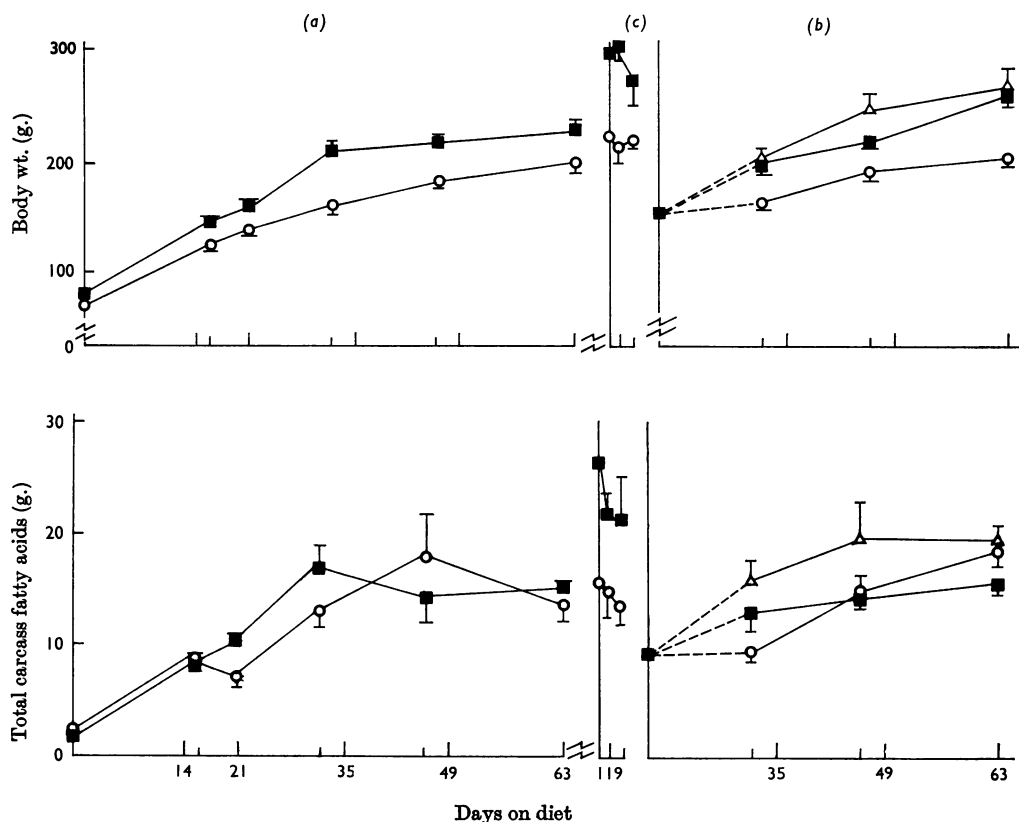 (a) (c) (b)
Body wt. (g.)
300
200
100
0
Total carcass fatty acids (g.)
30
20
10
0
14 21 35 49 63 119 35 49 63
Days on diet